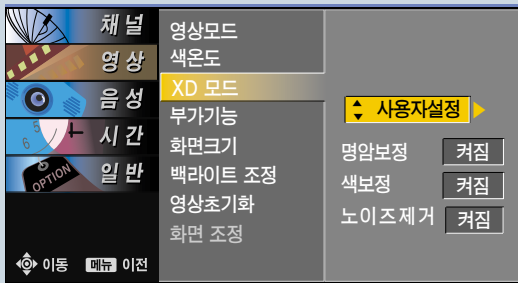 채널
영상
음성
시간
일반
OPTION
6
5
이동
메뉴 이전
영상모드
색온도
XD 모드
부가기능
화면크기
백라이트 조정
영상초기화
화면 조정
사용자설정
명암보정 켜짐
색보정 켜짐
노이즈제거 켜짐